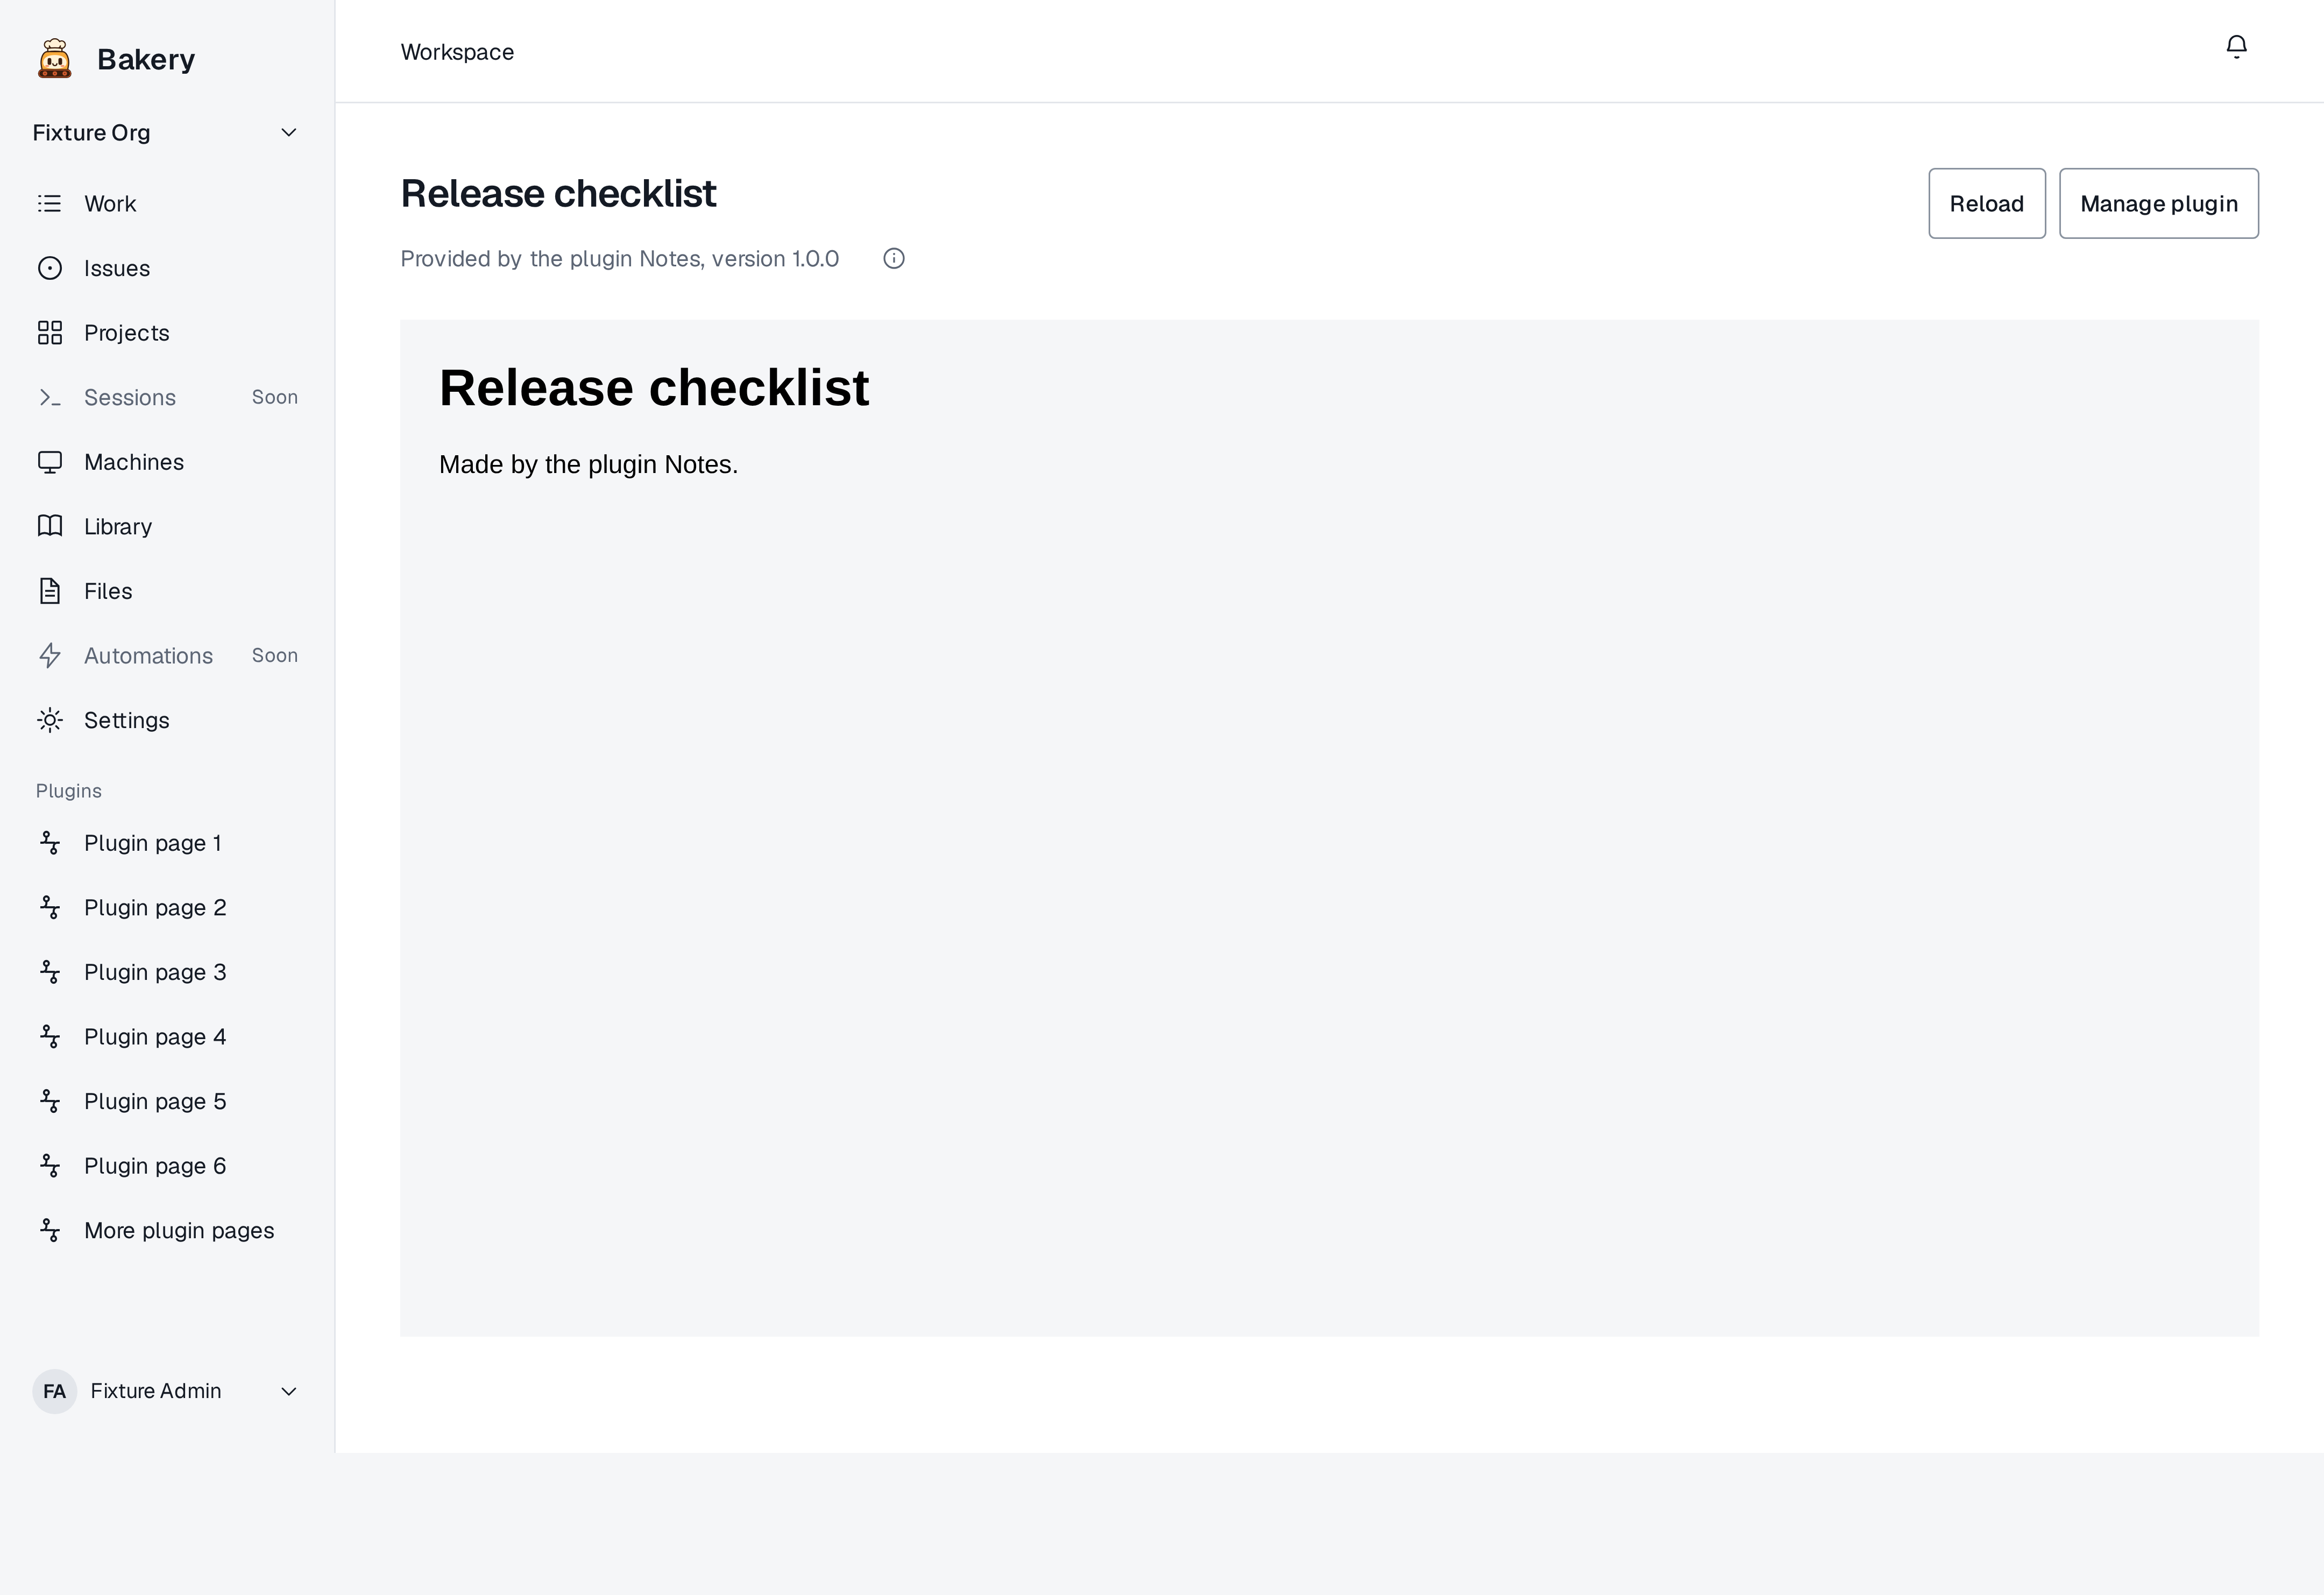 Bakery
Fixture Org
Work
Issues
Projects
Sessions Soon
Machines
Library
Files
Automations Soon
Settings
Plugins
Plugin page 1
Plugin page 2
Plugin page 3
Plugin page 4
Plugin page 5
Plugin page 6
More plugin pages
FA Fixture Admin
Workspace
Release checklist
Reload
Manage plugin
Provided by the plugin Notes, version 1.0.0
Release checklist
Made by the plugin Notes.